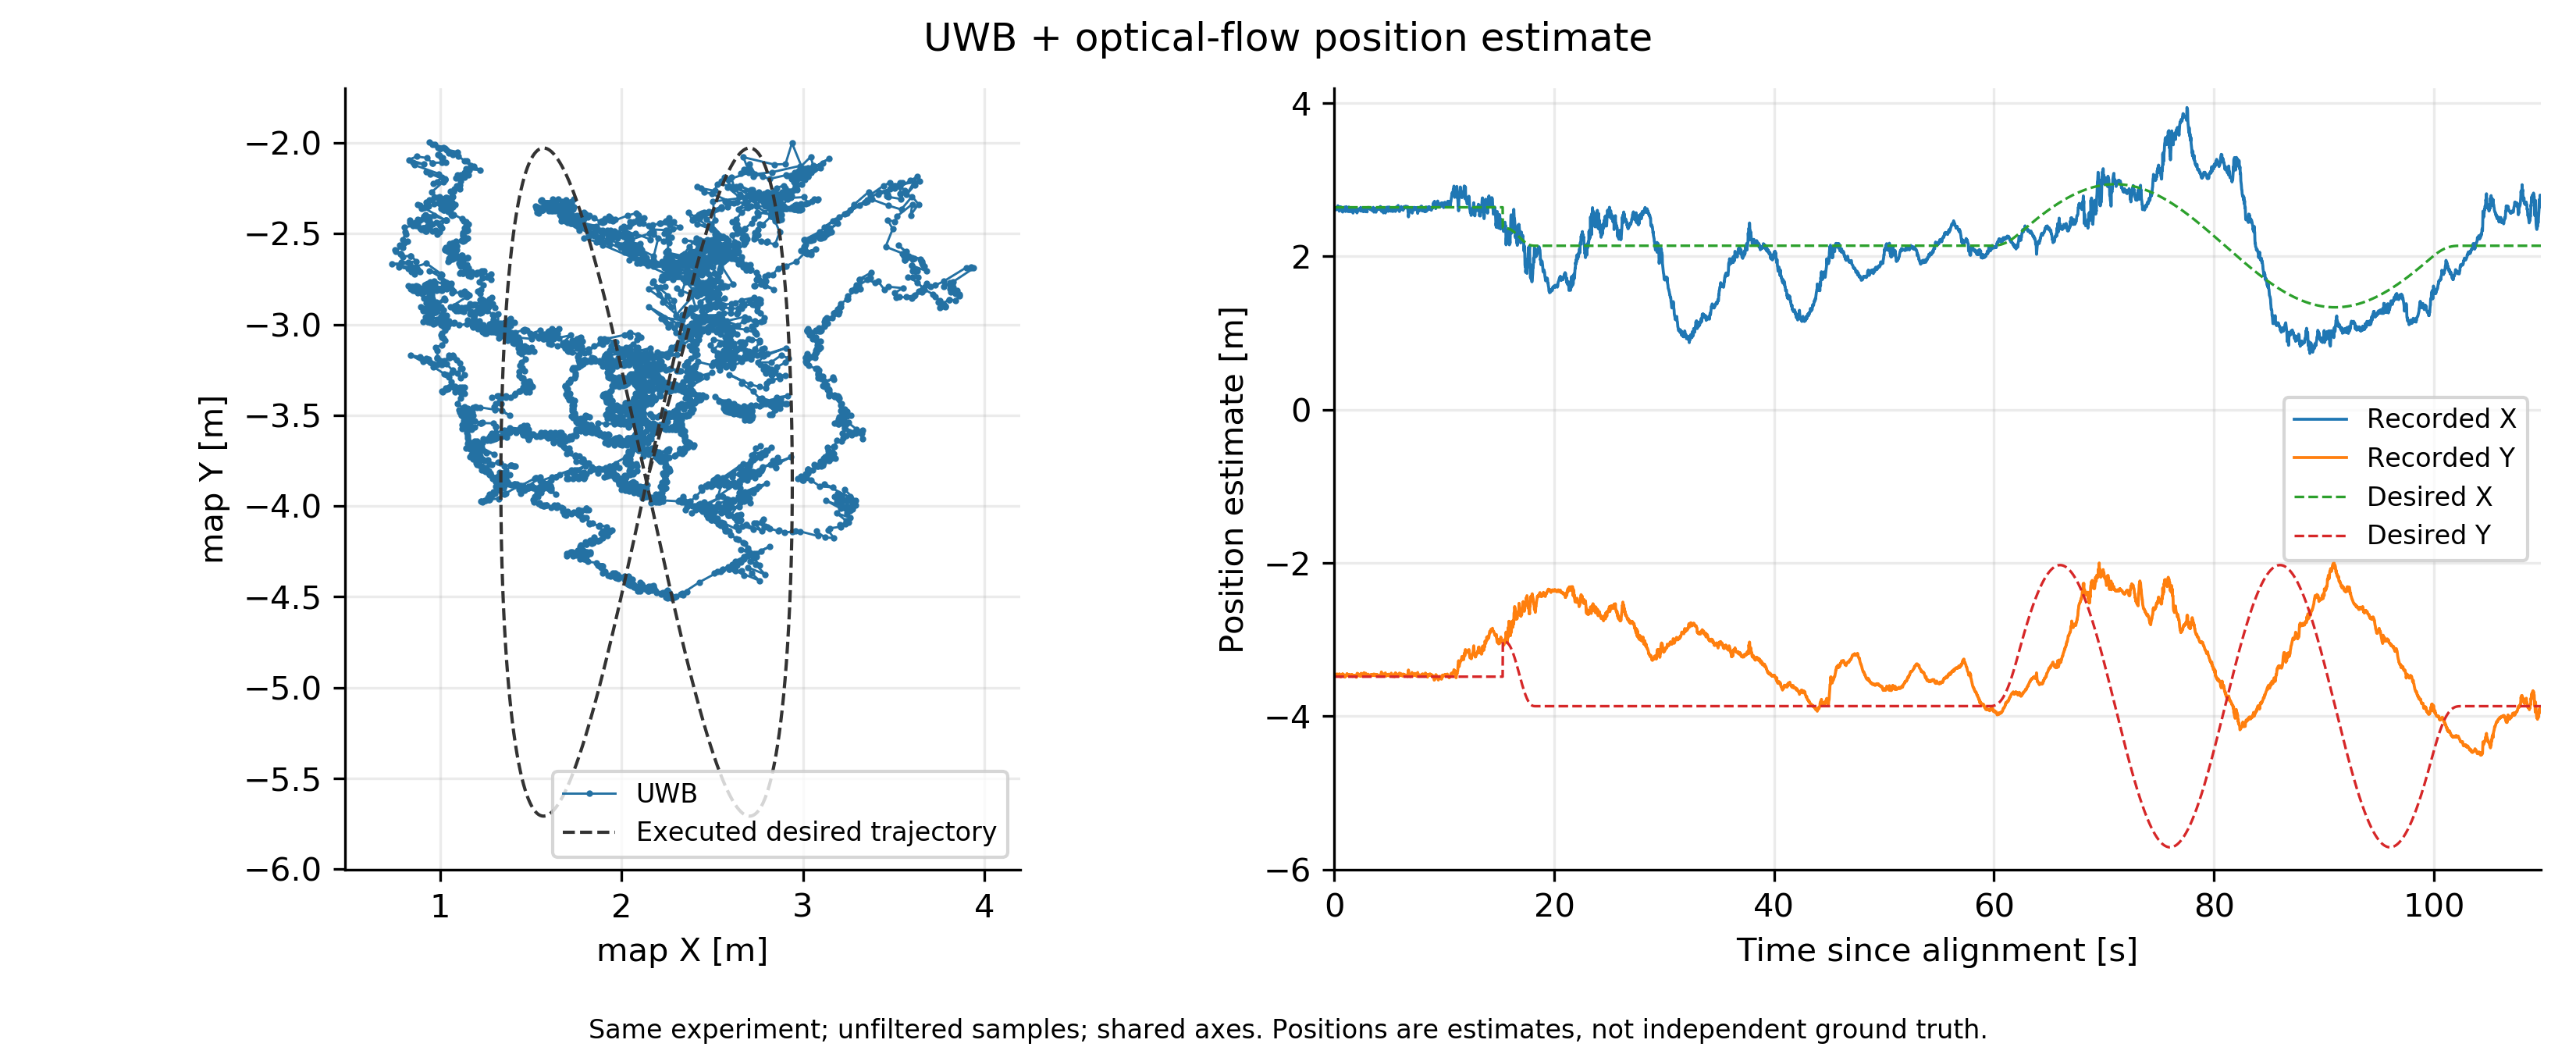 UWB + optical-flow position estimate
−2.0
−2.5
−3.0
−3.5
−4.0
−4.5
−5.0
−5.5
−6.0
map Y [m]
1
2
3
4
map X [m]
UWB
Executed desired trajectory
4
2
0
−2
−4
−6
Position estimate [m]
0
20
40
60
80
100
Time since alignment [s]
Recorded X
Recorded Y
Desired X
Desired Y
Same experiment; unfiltered samples; shared axes. Positions are estimates, not independent ground truth.